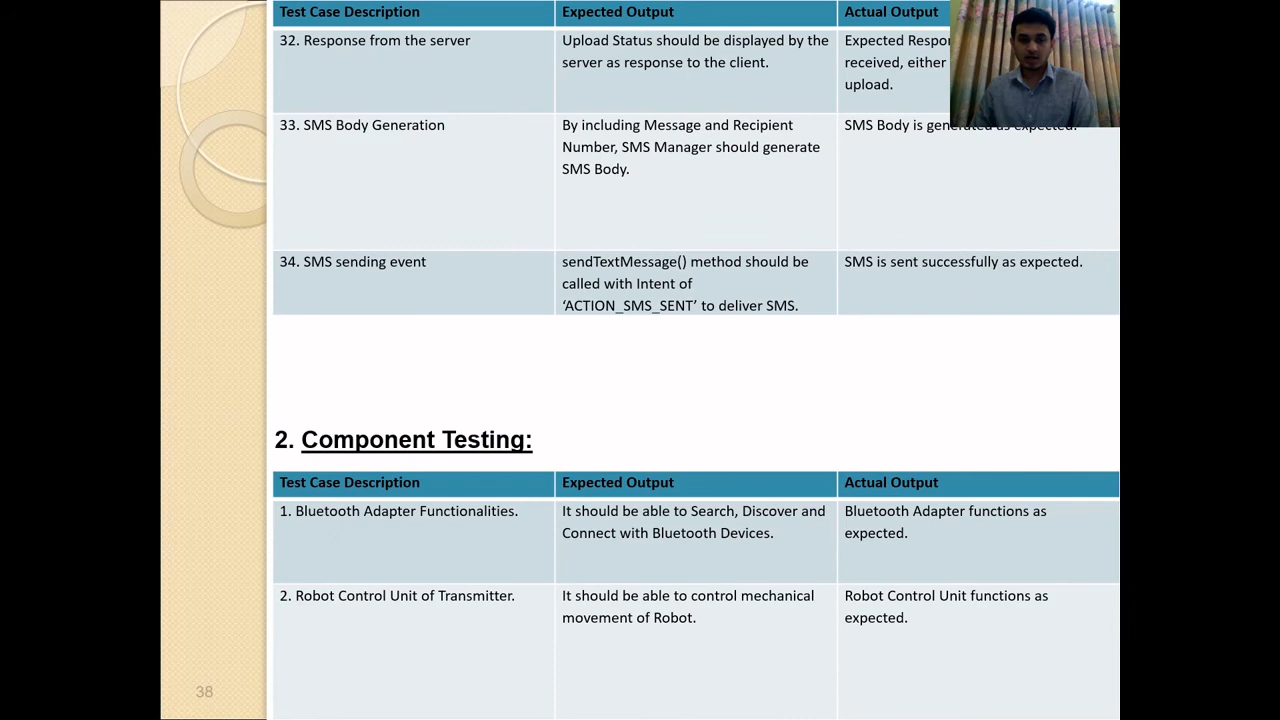 Test Case Description
Expected Output
Actual Output
32. Response from the server
Upload Status should be displayed by the
server as response to the client.
Expected
received, either
upload.
33. SMS Body Generation
By including Message and Recipient
Number, SMS Manager should generate
SMS Body.
SMS Body is generated as expected.
34. SMS sending event
sendTextMessage() method should be
called with Intent of
‘ACTION_SMS_SENT’ to deliver SMS.
SMS is sent successfully as expected.
2. Component Testing:
Test Case Description
Expected Output
Actual Output
1. Bluetooth Adapter Functionalities.
It should be able to Search, Discover and
Connect with Bluetooth Devices.
Bluetooth Adapter functions as
expected.
2. Robot Control Unit of Transmitter.
It should be able to control mechanical
movement of Robot.
Robot Control Unit functions as
expected.
38